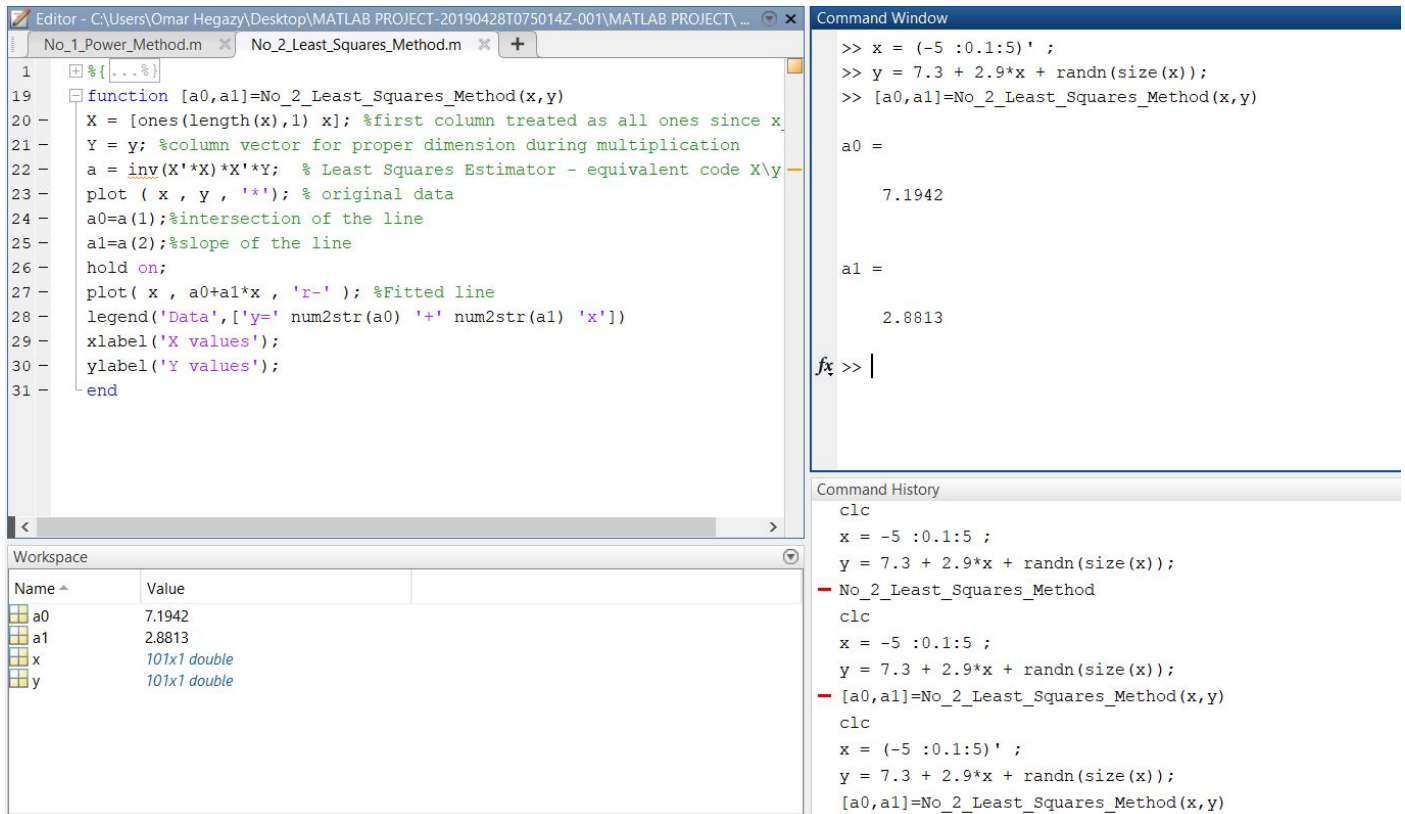 Editor - C:\Users\Omar Hegazy\Desktop\MATLAB PROJECT-20190428T075014Z-001\MATLAB PROJECT\ ...
No_1_Power_Method.m No_2_Least_Squares_Method.m +
1 %{...%}
19 function [a0,a1]=No_2_Least_Squares_Method(x,y)
20 - X = [ones(length(x),1) x]; %first column treated as all ones since x_
21 - Y = y; %column vector for proper dimension during multiplication
22 - a = inv(X'*X)*X'*Y; % Least Squares Estimator - equivalent code X\y
23 - plot ( x , y , '*'); % original data
24 - a0=a(1);%intersection of the line
25 - a1=a(2);%slope of the line
26 - hold on;
27 - plot( x , a0+a1*x , 'r-' ); %Fitted line
28 - legend('Data',['y=' num2str(a0) '+' num2str(a1) 'x'])
29 - xlabel('X values');
30 - ylabel('Y values');
31 - end
Workspace
Name Value
a0 7.1942
a1 2.8813
x 101x1 double
y 101x1 double
Command Window
>> x = (-5 :0.1:5)' ;
>> y = 7.3 + 2.9*x + randn(size(x));
>> [a0,a1]=No_2_Least_Squares_Method(x,y)
a0 =
7.1942
a1 =
2.8813
fx >>
Command History
clc
x = -5 :0.1:5 ;
y = 7.3 + 2.9*x + randn(size(x));
No_2_Least_Squares_Method
clc
x = -5 :0.1:5 ;
y = 7.3 + 2.9*x + randn(size(x));
[a0,a1]=No_2_Least_Squares_Method(x,y)
clc
x = (-5 :0.1:5)' ;
y = 7.3 + 2.9*x + randn(size(x));
[a0,a1]=No_2_Least_Squares_Method(x,y)